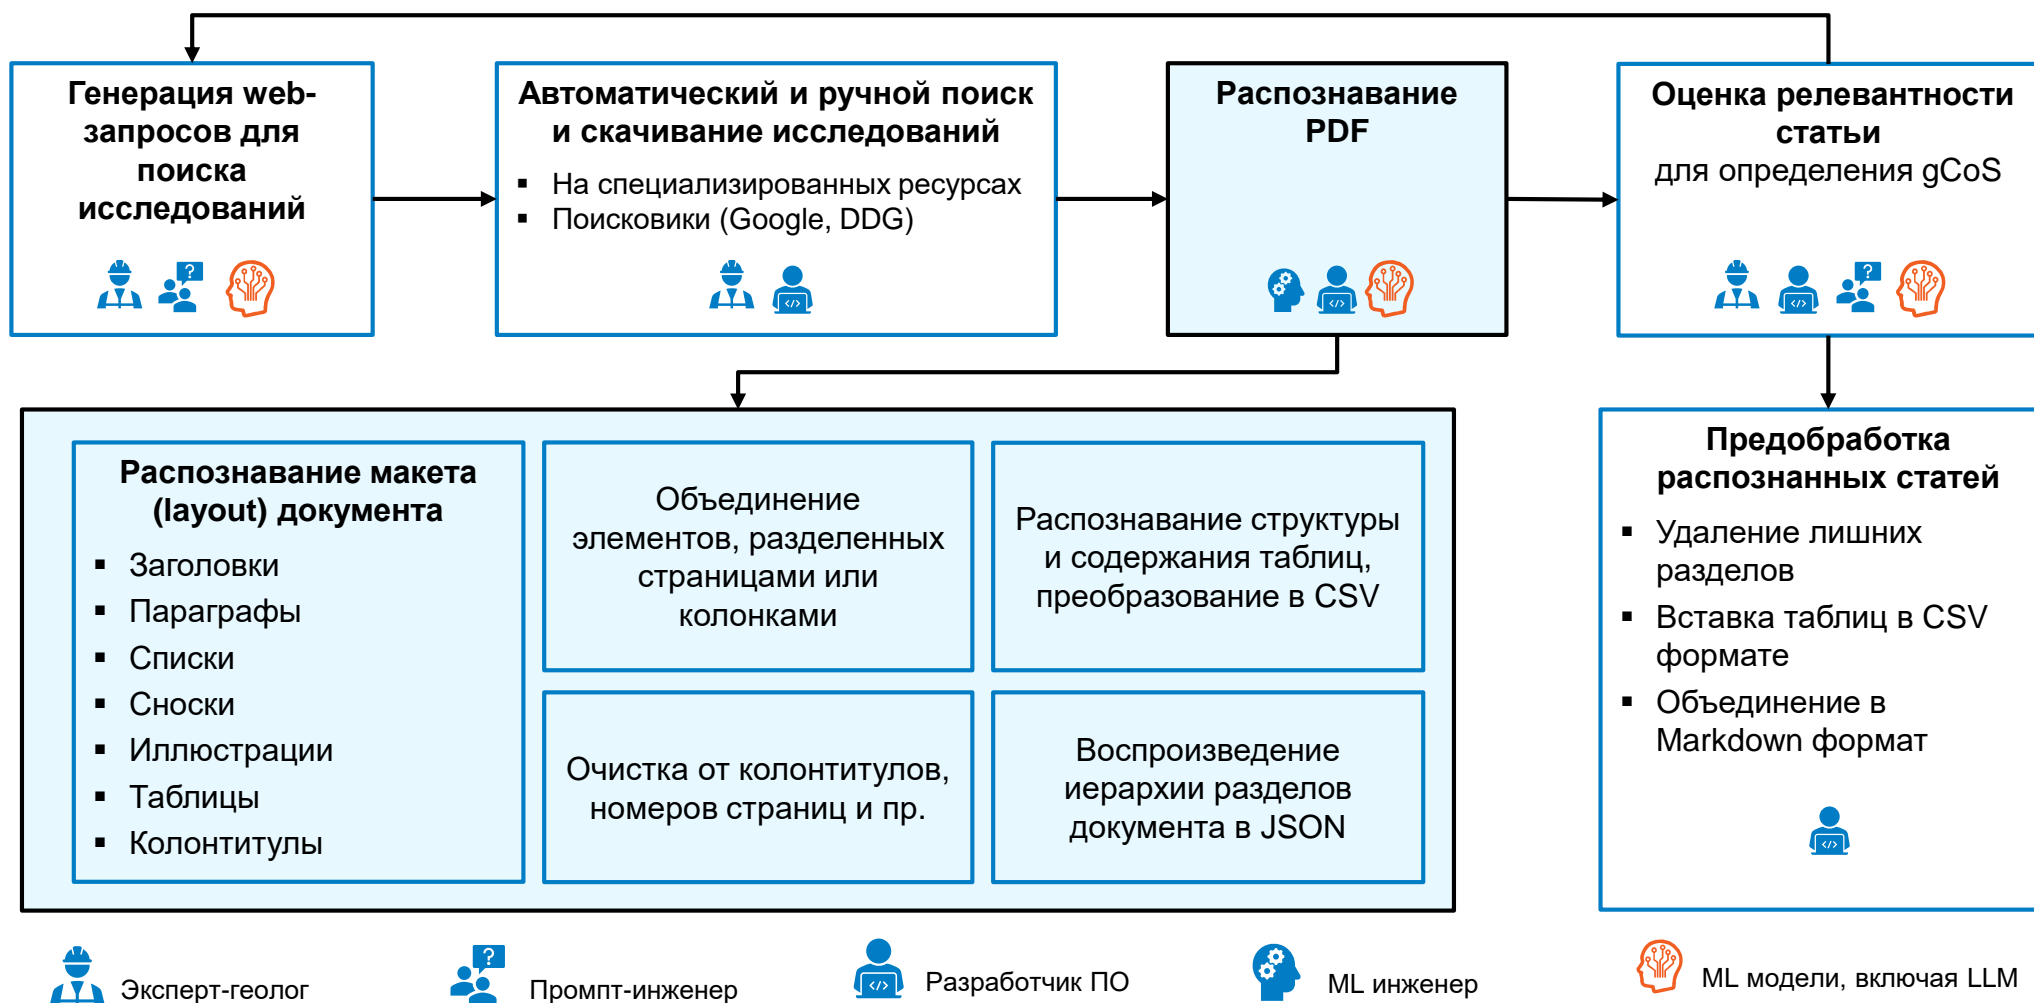 Генерация web-
запросов для
поиска
исследований
Автоматический и ручной поиск
и скачивание исследований
▪ На специализированных ресурсах
▪ Поисковики (Google, DDG)
Распознавание
PDF
Оценка релевантности
статьи
для определения gCoS
Распознавание макета
(layout) документа
▪ Заголовки
▪ Параграфы
▪ Списки
▪ Сноски
▪ Иллюстрации
▪ Таблицы
▪ Колонтитулы
Объединение
элементов, разделенных
страницами или
колонками
Распознавание структуры
и содержания таблиц,
преобразование в CSV
Очистка от колонтитулов,
номеров страниц и пр.
Воспроизведение
иерархии разделов
документа в JSON
Предобработка
распознанных статей
▪ Удаление лишних
разделов
▪ Вставка таблиц в CSV
формате
▪ Объединение в
Markdown формат
Эксперт-геолог
Промпт-инженер
Разработчик ПО
ML инженер
ML модели, включая LLM